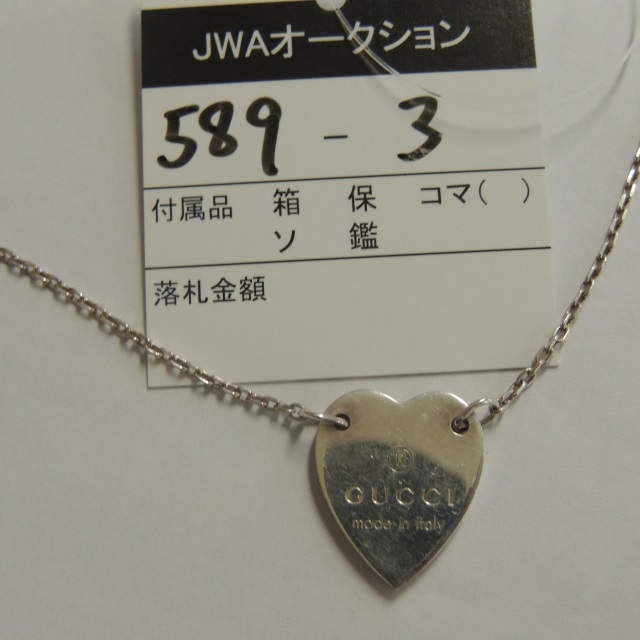 JWAオークション
589 - 3
付属品 箱 保 コマ( )
ソ 鑑
落札金額
®
GUCCI
made in italy